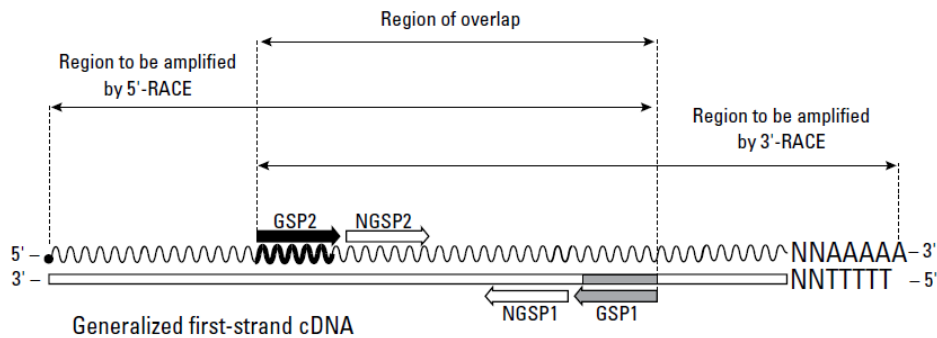 Region of overlap
Region to be amplified
by 5'-RACE
Region to be amplified
by 3'-RACE
GSP2 NGSP2
5' – NNAAAAA – 3'
3' – NNTTTTT – 5'
NGSP1 GSP1
Generalized first-strand cDNA